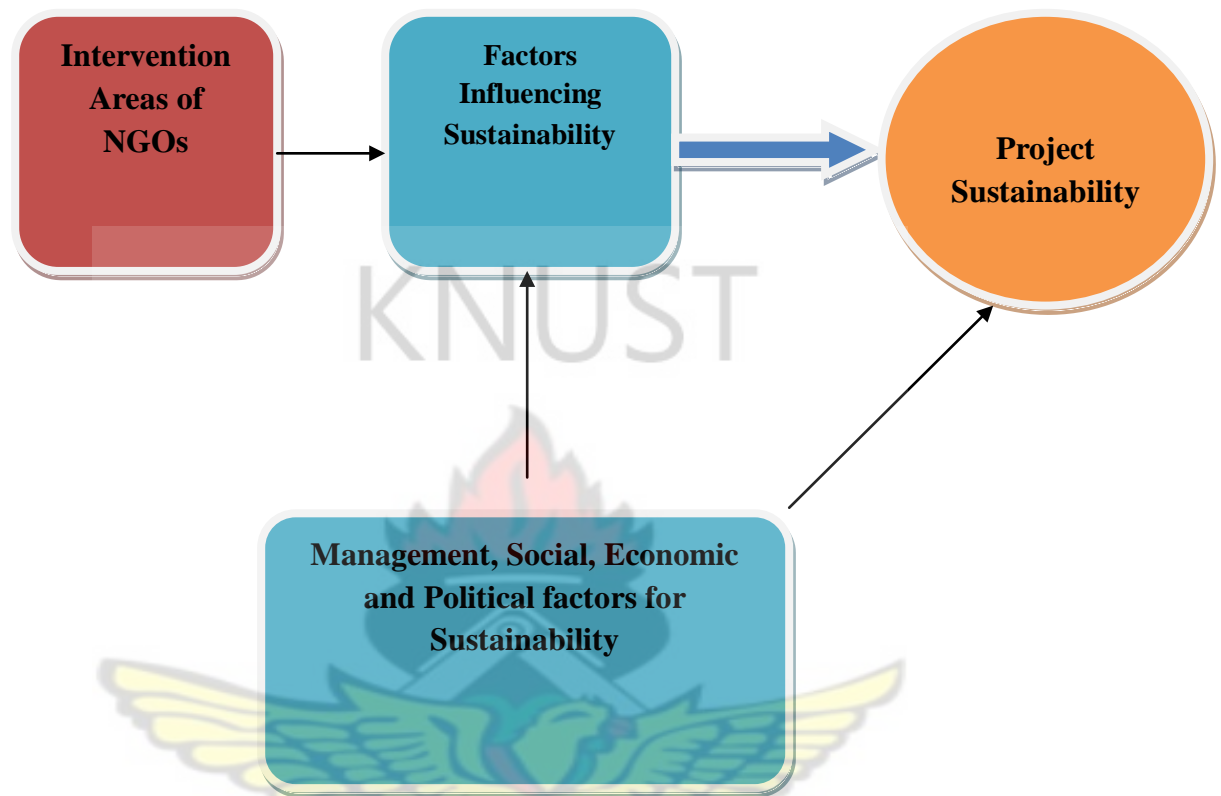 Intervention
Areas of
NGOs
Factors
Influencing
Sustainability
Project
Sustainability
KNUST
Management, Social, Economic
and Political factors for
Sustainability